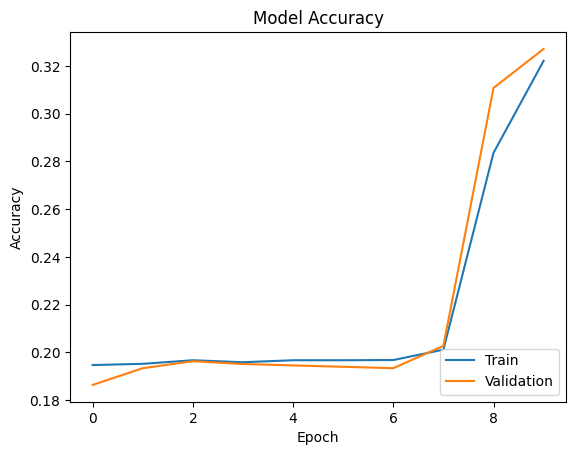 Model Accuracy
Accuracy
0.32
0.30
0.28
0.26
0.24
0.22
0.20
0.18
Train
Validation
0 2 4 6 8
Epoch